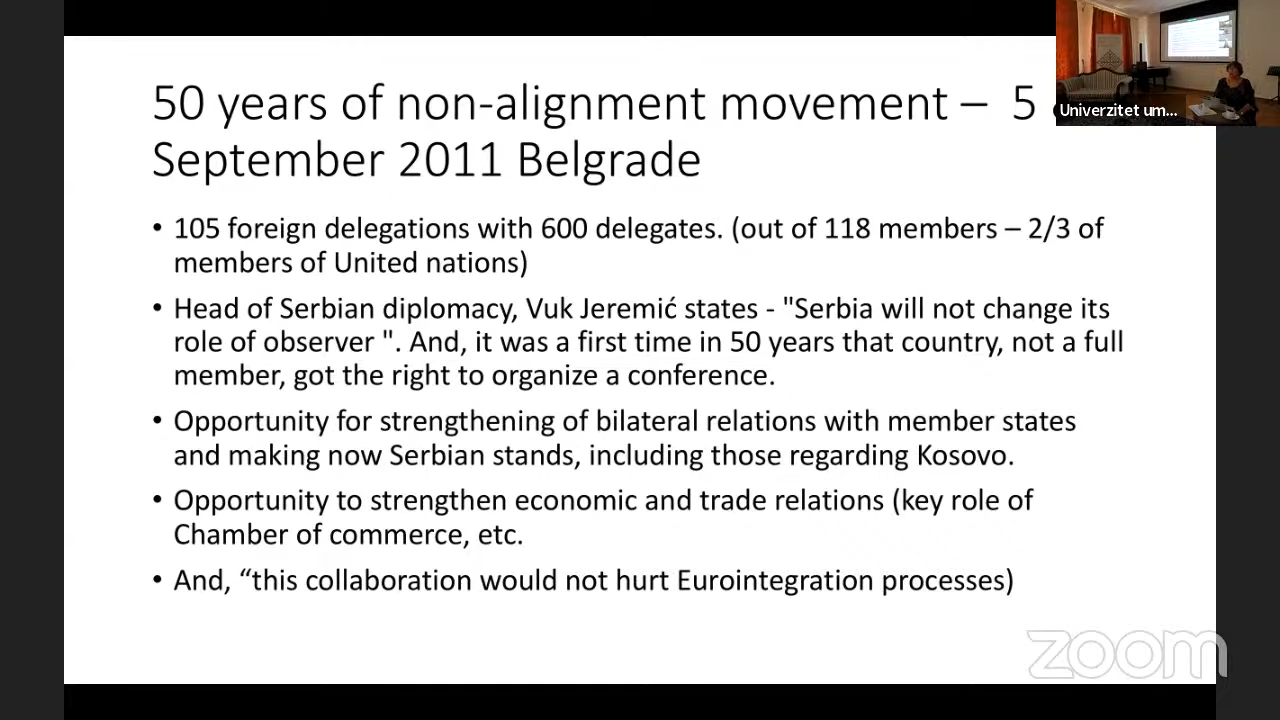 50 years of non-alignment movement – 5
September 2011 Belgrade
Univerzitet um...
• 105 foreign delegations with 600 delegates. (out of 118 members – 2/3 of
members of United nations)
• Head of Serbian diplomacy, Vuk Jeremić states - "Serbia will not change its
role of observer ". And, it was a first time in 50 years that country, not a full
member, got the right to organize a conference.
• Opportunity for strengthening of bilateral relations with member states
and making now Serbian stands, including those regarding Kosovo.
• Opportunity to strengthen economic and trade relations (key role of
Chamber of commerce, etc.
• And, “this collaboration would not hurt Eurointegration processes)
zoom